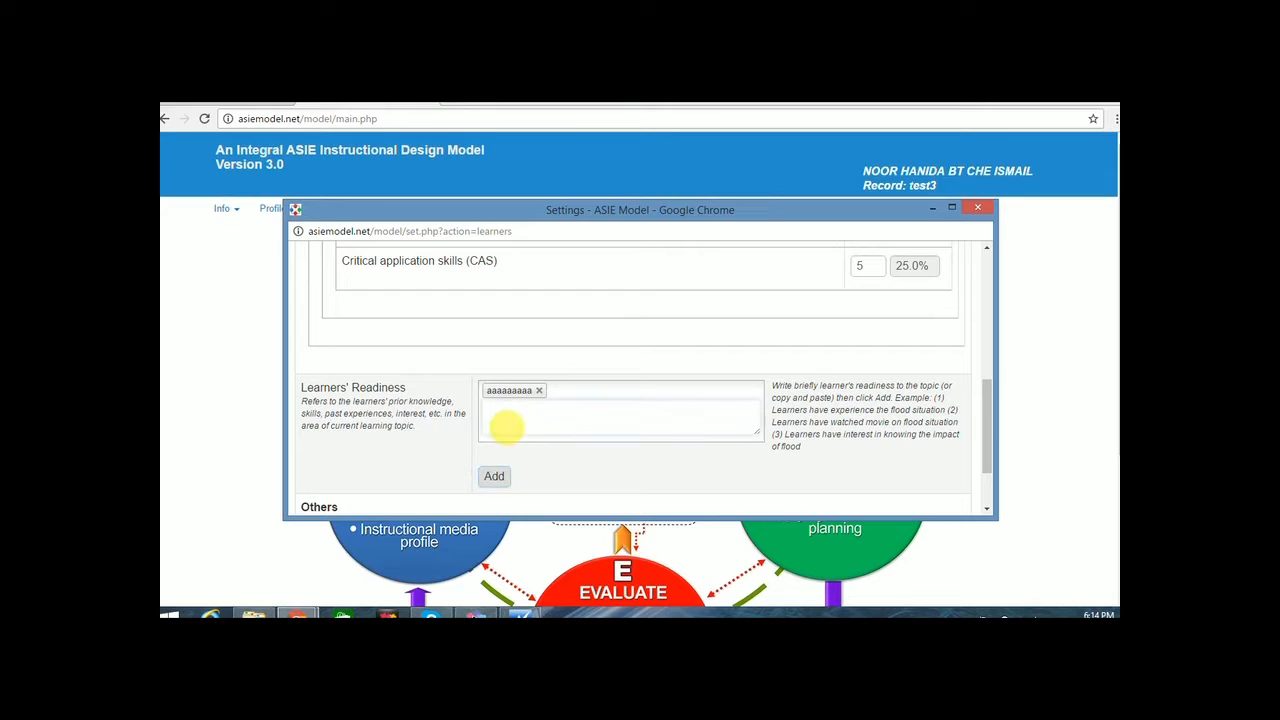 asiemodel.net/model/main.php
An Integral ASIE Instructional Design Model
Version 3.0
NOOR HANIDA BT CHE ISMAIL
Record: test3
Info
Settings - ASIE Model - Google Chrome
asiemodel.net/model/set.php?action=learners
Critical application skills (CAS)
5
25.0%
Learners' Readiness
Refers to the learners' prior knowledge,
skills, past experiences, interest, etc. in the
area of current learning topic.
aaaaaaaaa
Add
Write briefly learner's readiness to the topic (or
copy and paste) then click Add. Example: (1)
Learners have experience the flood situation (2)
Learners have watched movie on flood situation
(3) Learners have interest in knowing the impact
of flood
Others
• Instructional media
profile
planning
E
EVALUATE
6:14 PM